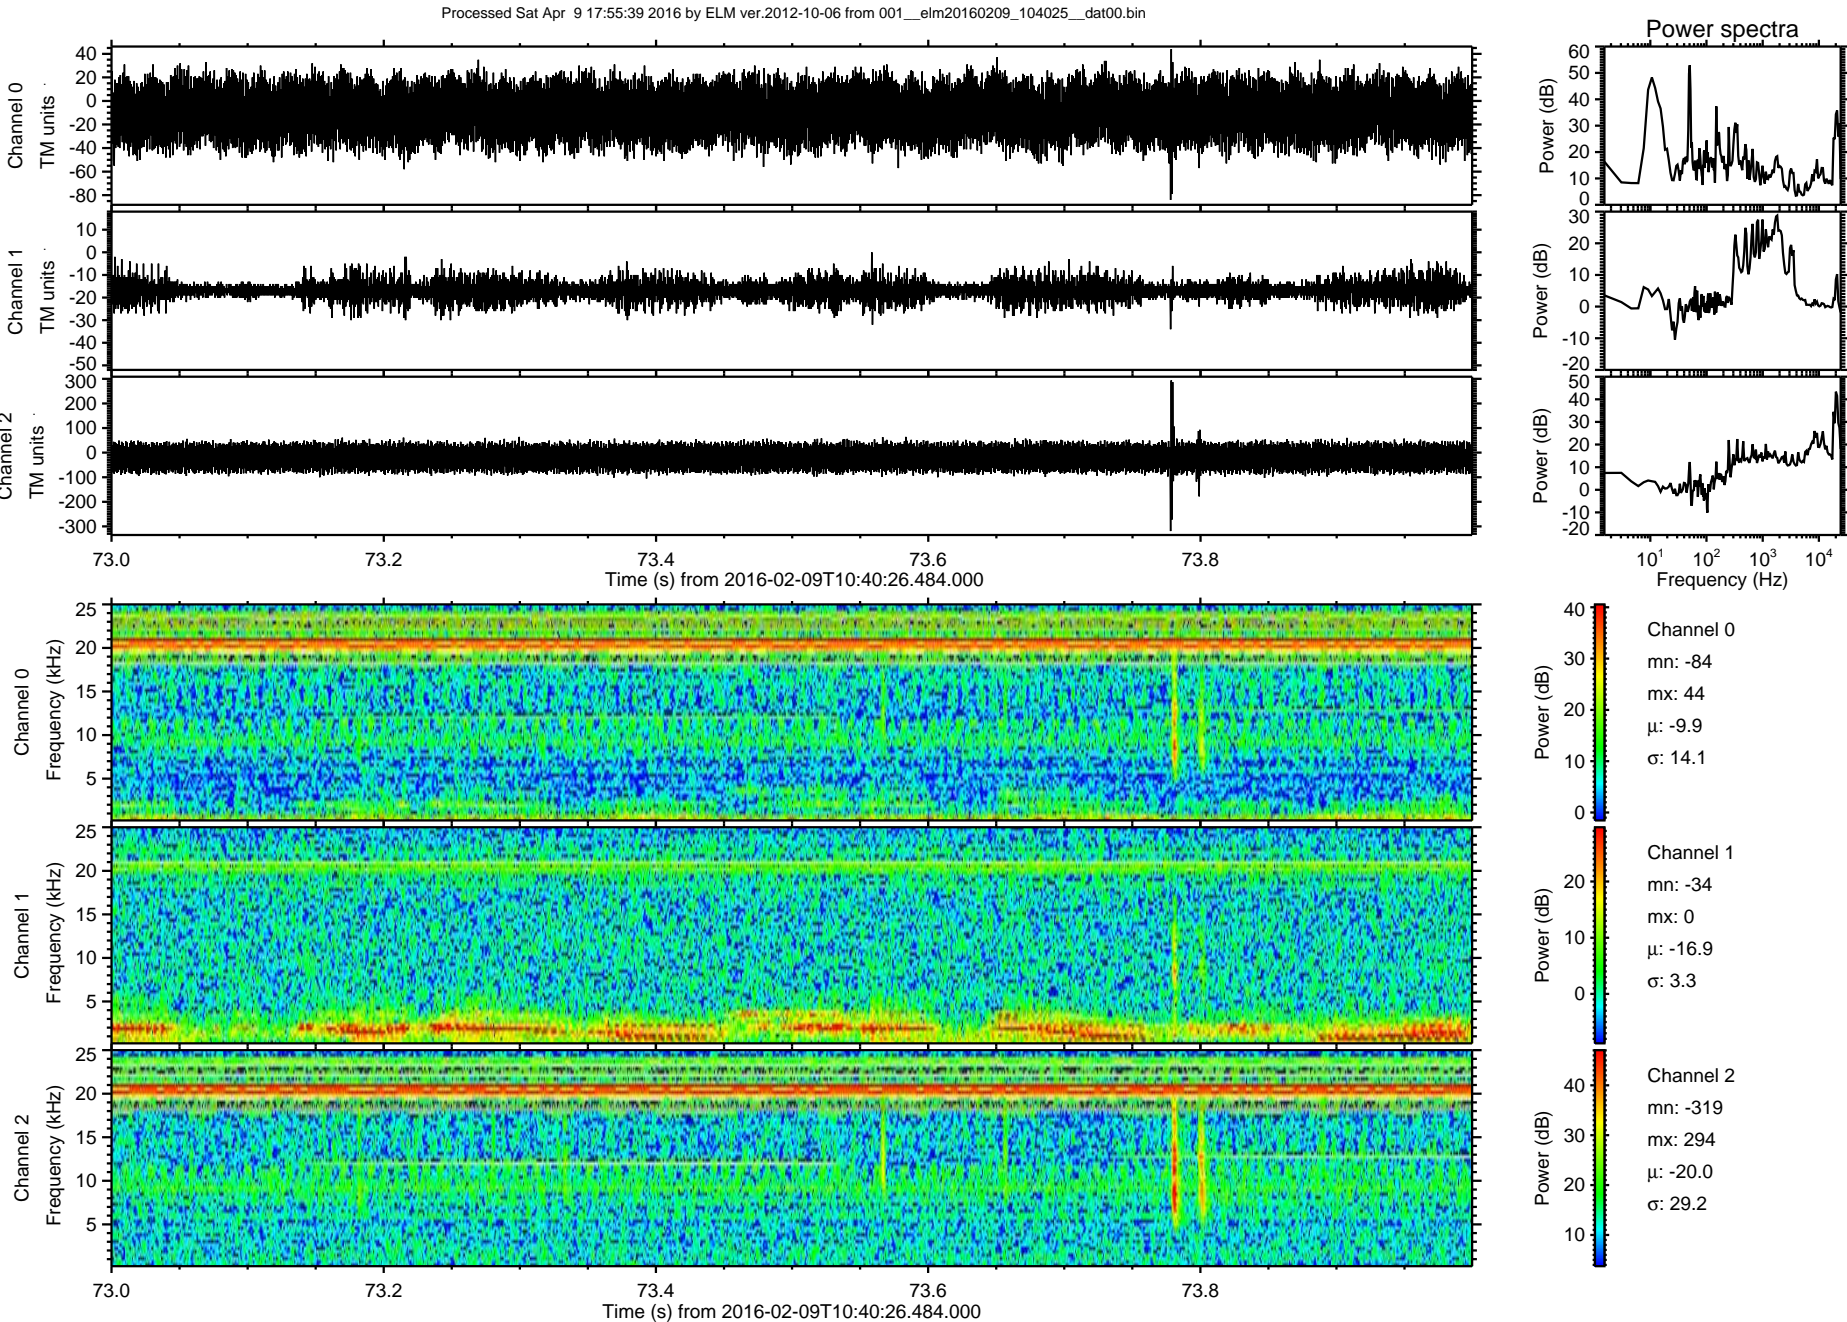 Processed Sat Apr 9 17:55:39 2016 by ELM ver.2012-10-06 from 001__elm20160209_104025__dat00.bin
Power spectra
Channel 0
TM units
40
20
0
-20
-40
-60
-80
Power (dB)
60
50
40
30
20
10
0
Channel 1
TM units
10
0
-10
-20
-30
-40
-50
Power (dB)
30
20
10
0
-10
-20
Channel 2
TM units
300
200
100
0
-100
-200
-300
Power (dB)
50
40
30
20
10
0
-10
-20
73.0 73.2 73.4 73.6 73.8
Time (s) from 2016-02-09T10:40:26.484.000
10^1 10^2 10^3 10^4
Frequency (Hz)
Channel 0
Frequency (kHz)
25
20
15
10
5
Power (dB)
40
30
20
10
0
Channel 0
mn: -84
mx: 44
μ: -9.9
σ: 14.1
Channel 1
Frequency (kHz)
25
20
15
10
5
Power (dB)
20
10
0
Channel 1
mn: -34
mx: 0
μ: -16.9
σ: 3.3
Channel 2
Frequency (kHz)
25
20
15
10
5
Power (dB)
40
30
20
10
Channel 2
mn: -319
mx: 294
μ: -20.0
σ: 29.2
73.0 73.2 73.4 73.6 73.8
Time (s) from 2016-02-09T10:40:26.484.000